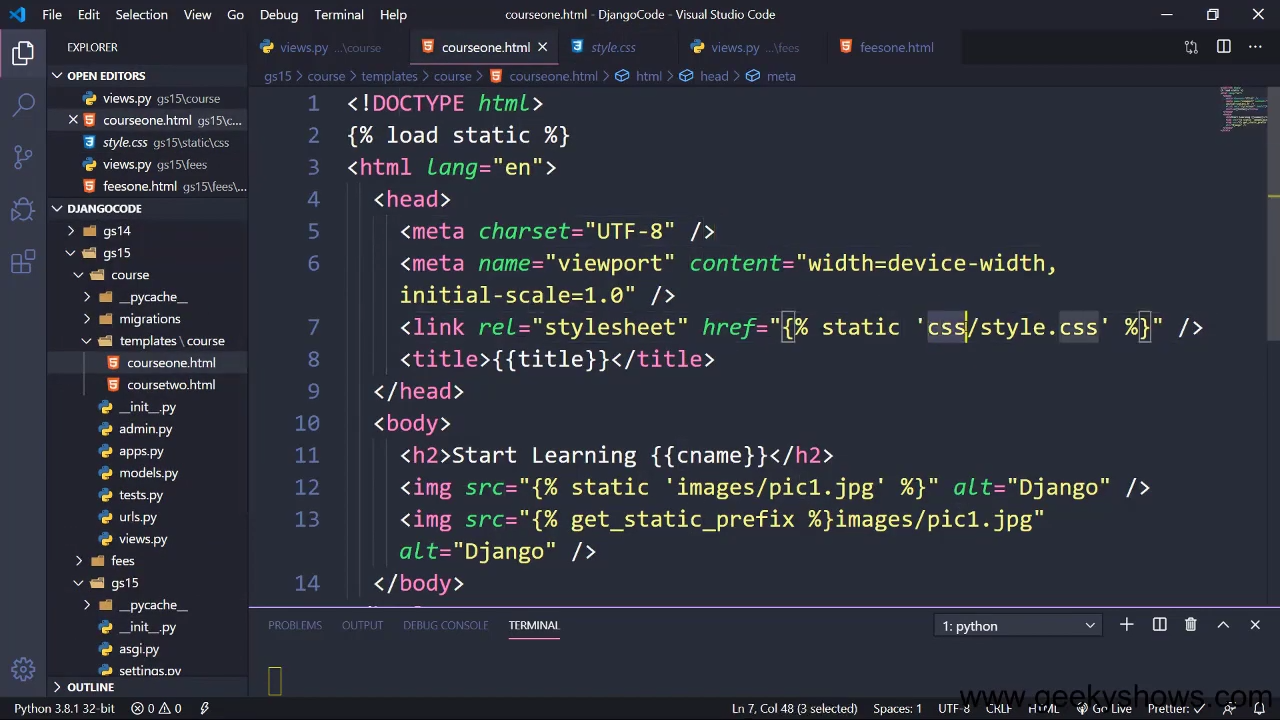 File Edit Selection View Go Debug Terminal Help courseone.html - DjangoCode - Visual Studio Code
EXPLORER
views.py ...\course courseone.html style.css views.py ...\fees feesone.html
OPEN EDITORS
views.py gs15\course
courseone.html gs15\c...
style.css gs15\static\css
views.py gs15\fees
feesone.html gs15\fees\...
DJANGOCODE
gs14
gs15
course
__pycache__
migrations
templates \ course
courseone.html
coursetwo.html
__init__.py
admin.py
apps.py
models.py
tests.py
urls.py
views.py
fees
gs15
__pycache__
__init__.py
asgi.py
settings.py
OUTLINE
gs15 course templates course courseone.html html head meta
1 <!DOCTYPE html>
2 {% load static %}
3 <html lang="en">
4 <head>
5 <meta charset="UTF-8" />
6 <meta name="viewport" content="width=device-width,
initial-scale=1.0" />
7 <link rel="stylesheet" href="{% static 'css/style.css' %}" />
8 <title>{{title}}</title>
9 </head>
10 <body>
11 <h2>Start Learning {{cname}}</h2>
12 <img src="{% static 'images/pic1.jpg' %}" alt="Django" />
13 <img src="{% get_static_prefix %}images/pic1.jpg"
alt="Django" />
14 </body>
PROBLEMS OUTPUT DEBUG CONSOLE TERMINAL 1: python
www.geekyshows.com
Python 3.8.1 32-bit 0 0 Ln 7, Col 48 (3 selected) Spaces: 1 UTF-8 CRLF HTML Go Live Prettier: ✓